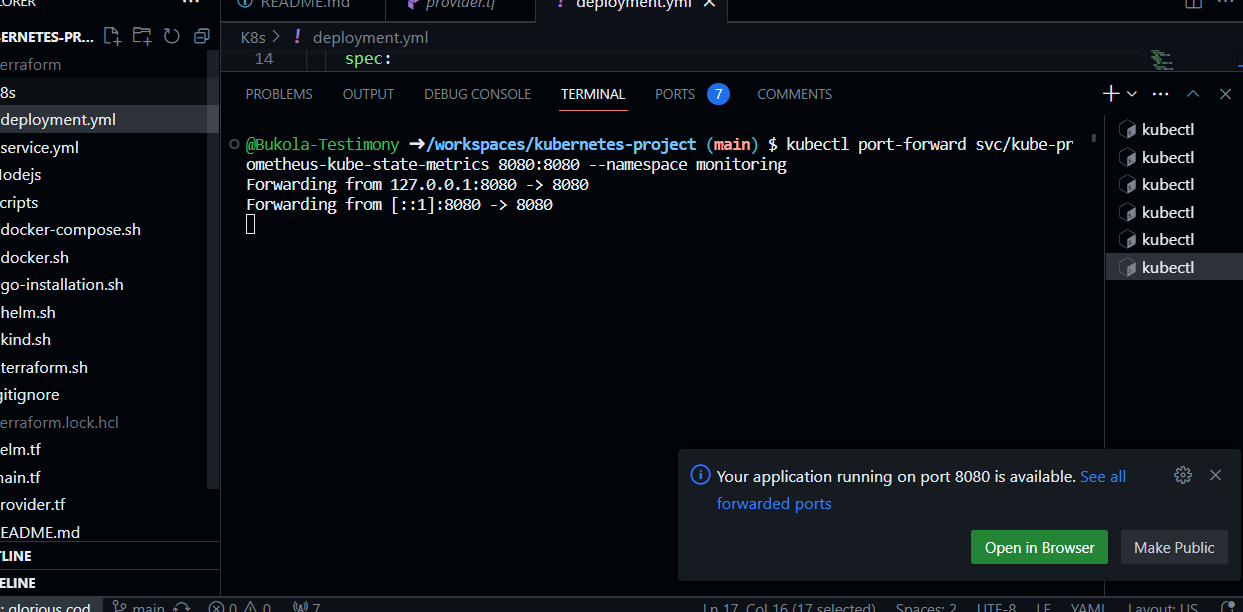 LORER
README.md
provider.tf
deployment.yml
BERNETES-PR...
K8s > ! deployment.yml
14 spec:
erraform
8s
deployment.yml
service.yml
odejs
cripts
docker-compose.sh
docker.sh
go-installation.sh
helm.sh
kind.sh
terraform.sh
gitignore
erraform.lock.hcl
elm.tf
ain.tf
rovider.tf
EADME.md
TLINE
ELINE
PROBLEMS OUTPUT DEBUG CONSOLE TERMINAL PORTS 7 COMMENTS
@Bukola-Testimony ➜/workspaces/kubernetes-project (main) $ kubectl port-forward svc/kube-pr
ometheus-kube-state-metrics 8080:8080 --namespace monitoring
Forwarding from 127.0.0.1:8080 -> 8080
Forwarding from [::1]:8080 -> 8080
kubectl
kubectl
kubectl
kubectl
kubectl
kubectl
Your application running on port 8080 is available. See all
forwarded ports
Open in Browser Make Public
: glorious cod main 0 0 7 Ln 17, Col 16 (17 selected) Spaces: 2 UTF-8 LF YAML Layout: US